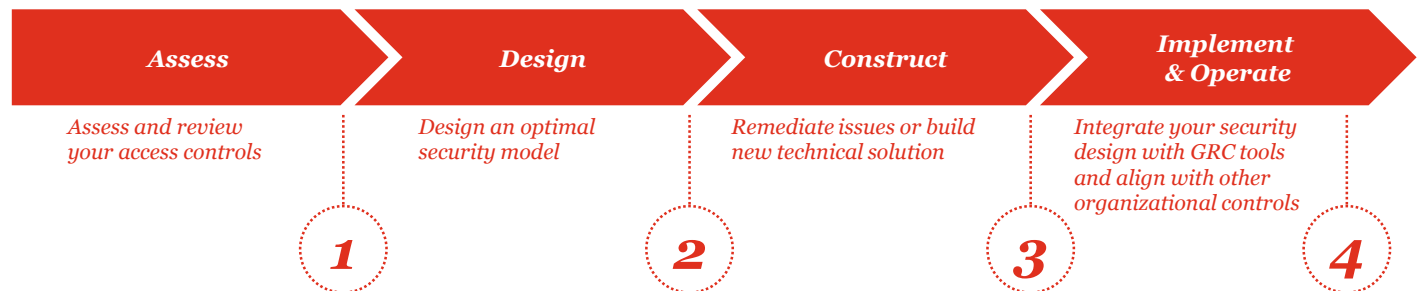 Assess
Design
Construct
Implement
& Operate
Assess and review
your access controls
Design an optimal
security model
Remediate issues or build
new technical solution
Integrate your security
design with GRC tools
and align with other
organizational controls
1
2
3
4